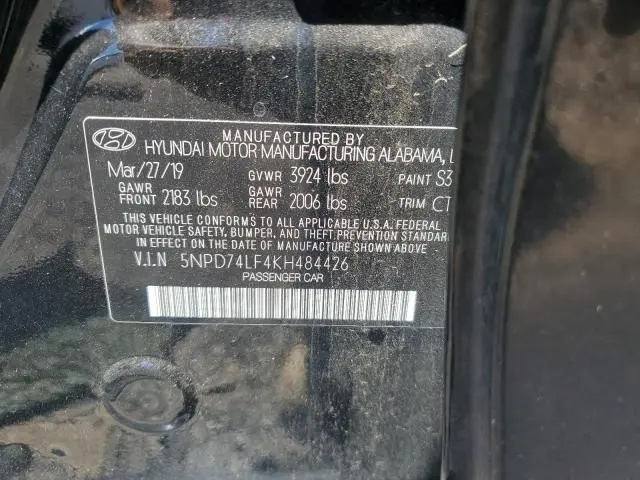 MANUFACTURED BY
HYUNDAI MOTOR MANUFACTURING ALABAMA, L
Mar/27/19 GVWR 3924 lbs PAINT S3
GAWR FRONT 2183 lbs GAWR REAR 2006 lbs TRIM CT
THIS VEHICLE CONFORMS TO ALL APPLICABLE U.S.A. FEDERAL
MOTOR VEHICLE SAFETY, BUMPER, AND THEFT PREVENTION STANDAR
IN EFFECT ON THE DATE OF MANUFACTURE SHOWN ABOVE.
V.I.N 5NPD74LF4KH484426
PASSENGER CAR